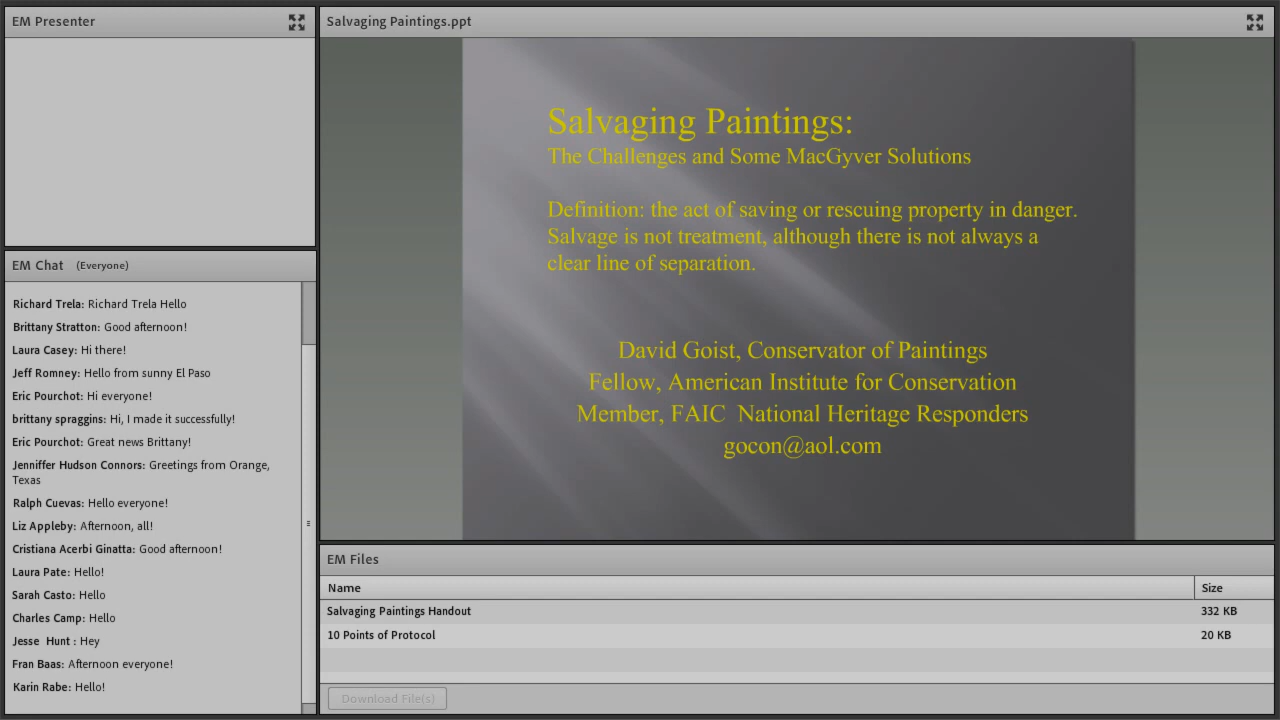 EM Presenter
EM Chat (Everyone)
Richard Trela: Richard Trela Hello
Brittany Stratton: Good afternoon!
Laura Casey: Hi there!
Jeff Romney: Hello from sunny El Paso
Eric Pourchot: Hi everyone!
brittany spraggins: Hi, I made it successfully!
Eric Pourchot: Great news Brittany!
Jenniffer Hudson Connors: Greetings from Orange,
Texas
Ralph Cuevas: Hello everyone!
Liz Appleby: Afternoon, all!
Cristiana Acerbi Ginatta: Good afternoon!
Laura Pate: Hello!
Sarah Casto: Hello
Charles Camp: Hello
Jesse Hunt : Hey
Fran Baas: Afternoon everyone!
Karin Rabe: Hello!
Salvaging Paintings.ppt
Salvaging Paintings:
The Challenges and Some MacGyver Solutions
Definition: the act of saving or rescuing property in danger.
Salvage is not treatment, although there is not always a
clear line of separation.
David Goist, Conservator of Paintings
Fellow, American Institute for Conservation
Member, FAIC National Heritage Responders
gocon@aol.com
EM Files
Name Size
Salvaging Paintings Handout 332 KB
10 Points of Protocol 20 KB
Download File(s)